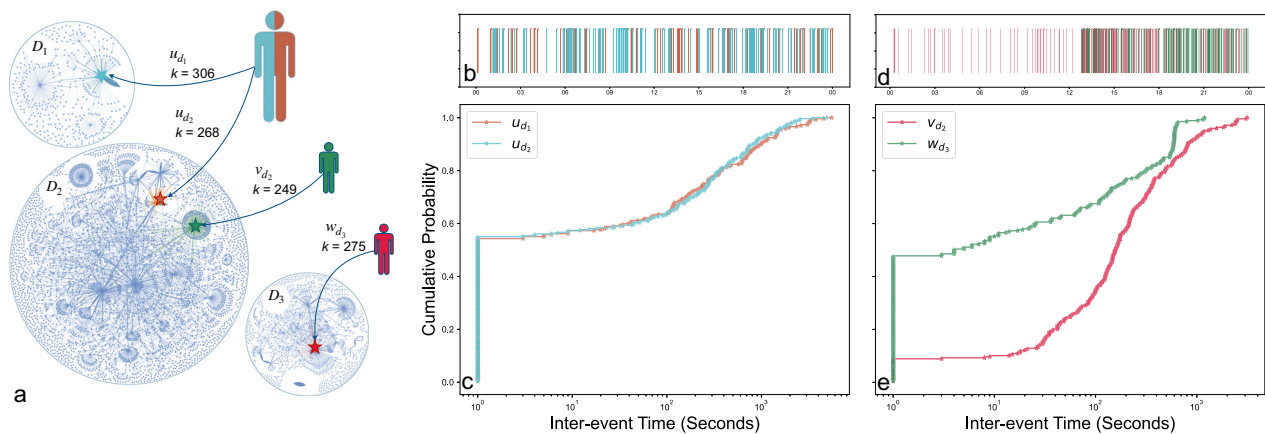 D1
ud1
k = 306
ud2
k = 268
D2
vd2
k = 249
wd3
k = 275
D3
a
b
00 03 06 09 12 15 18 21 00
d
00 03 06 09 12 15 18 21 00
Cumulative Probability
1.0
0.8
0.6
0.4
0.2
0.0
ud1
ud2
c
10^0 10^1 10^2 10^3
Inter-event Time (Seconds)
vd2
wd3
e
10^0 10^1 10^2 10^3
Inter-event Time (Seconds)